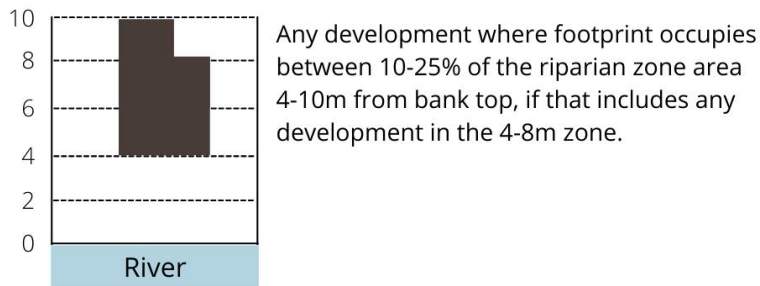 10
8
6
4
2
0
River
Any development where footprint occupies
between 10-25% of the riparian zone area
4-10m from bank top, if that includes any
development in the 4-8m zone.